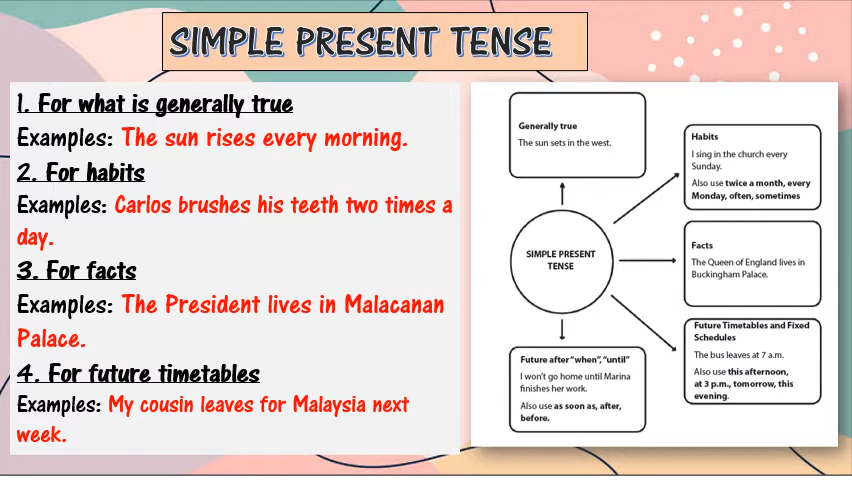 SIMPLE PRESENT TENSE
1. For what is generally true
Examples: The sun rises every morning.
2. For habits
Examples: Carlos brushes his teeth two times a
day.
3. For facts
Examples: The President lives in Malacanan
Palace.
4. For future timetables
Examples: My cousin leaves for Malaysia next
week.
Generally true
The sun sets in the west.
Habits
I sing in the church every
Sunday.
Also use twice a month, every
Monday, often, sometimes
SIMPLE PRESENT
TENSE
Facts
The Queen of England lives in
Buckingham Palace.
Future Timetables and Fixed
Schedules
The bus leaves at 7 a.m.
Also use this afternoon,
at 3 p.m., tomorrow, this
evening.
Future after "when", "until"
I won't go home until Marina
finishes her work.
Also use as soon as, after,
before.